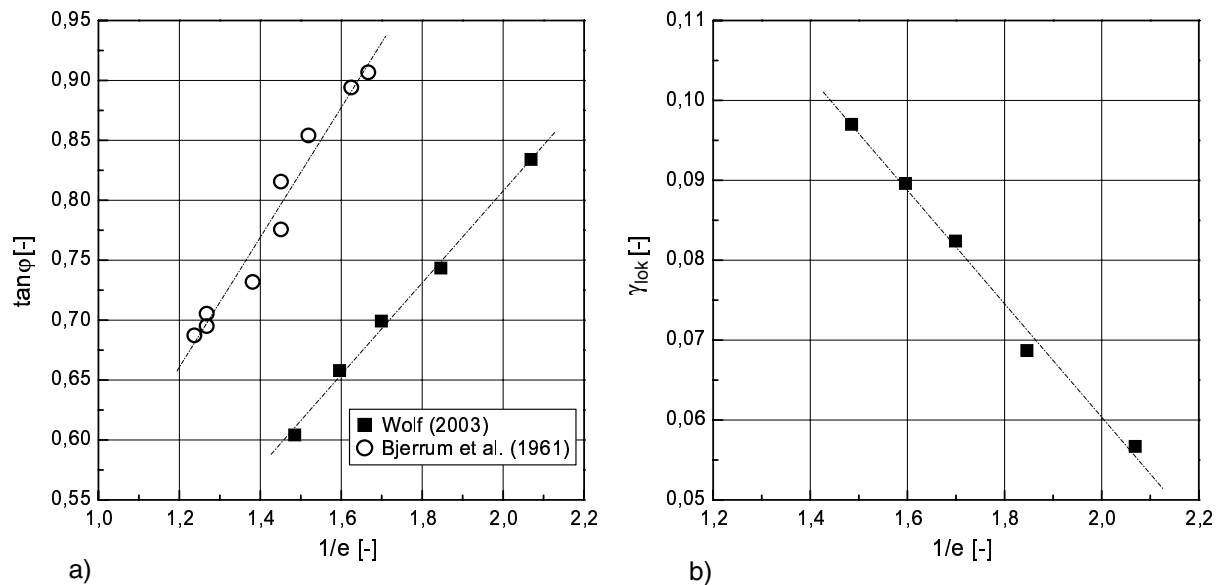 0,95
0,90
0,85
0,80
0,75
0,70
0,65
0,60
0,55
tanφ [-]
1,0 1,2 1,4 1,6 1,8 2,0 2,2
1/e [-]
Wolf (2003)
Bjerrum et al. (1961)
a)
0,11
0,10
0,09
0,08
0,07
0,06
0,05
γlok [-]
1,2 1,4 1,6 1,8 2,0 2,2
1/e [-]
b)